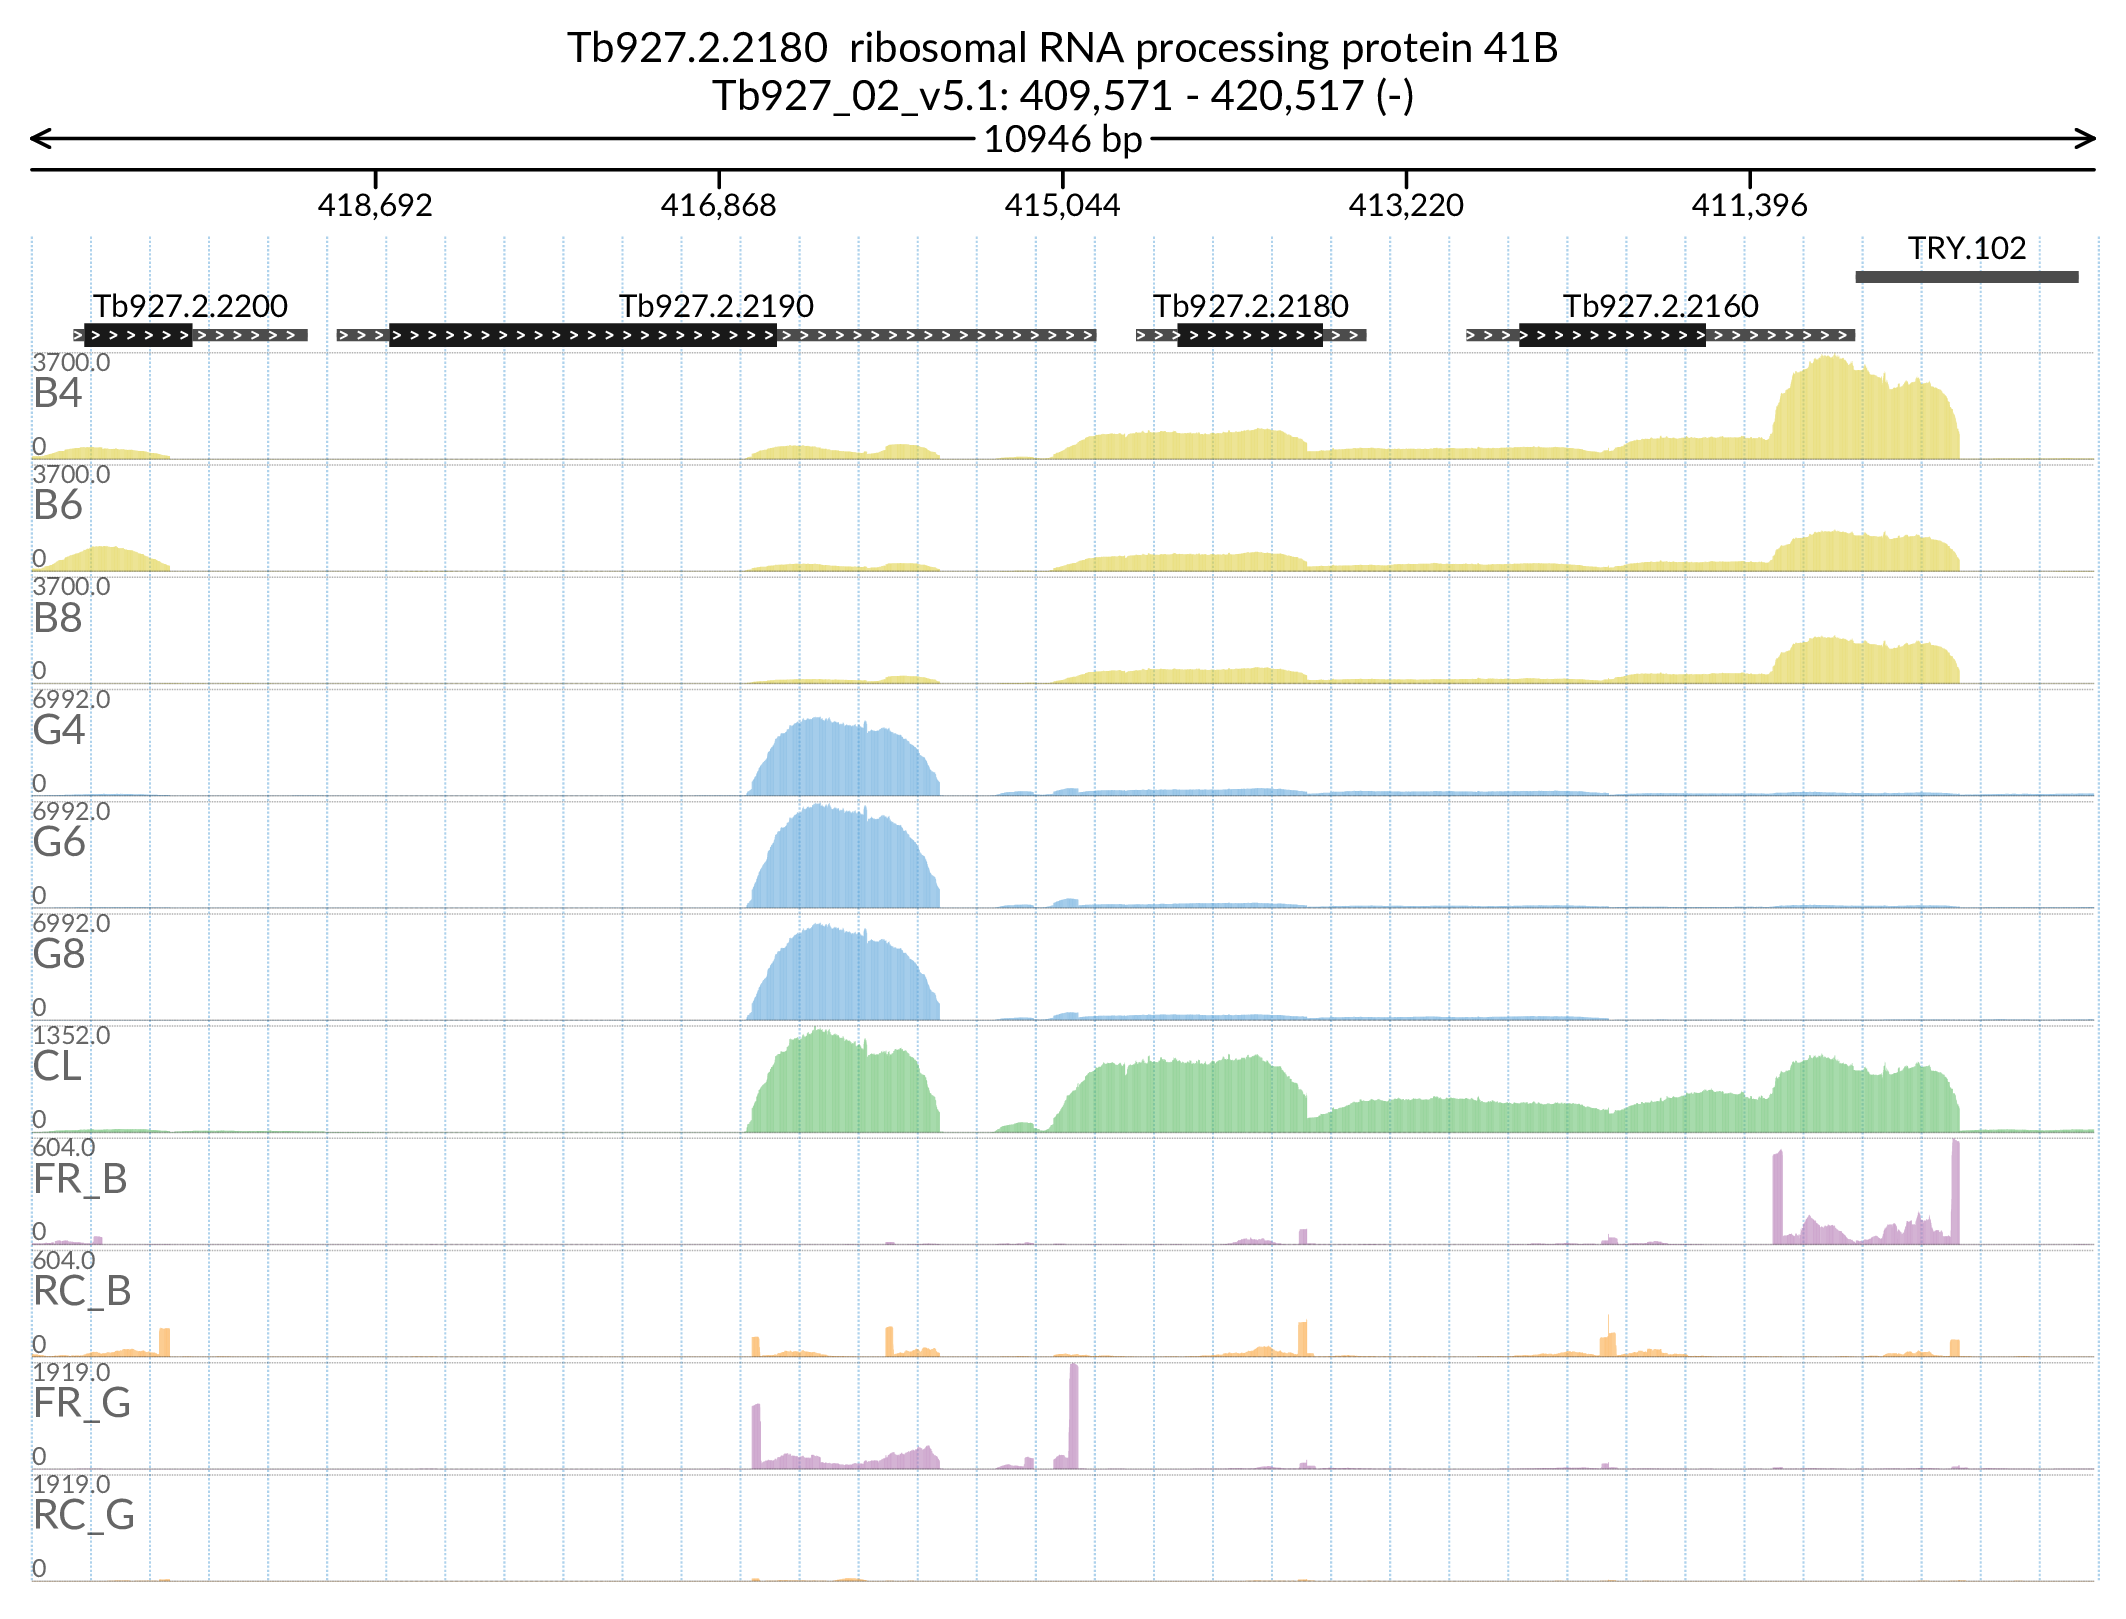 Tb927.2.2180  ribosomal RNA processing protein 41B
Tb927_02_v5.1: 409,571 - 420,517 (-)
10946 bp
418,692 416,868 415,044 413,220 411,396
TRY.102
Tb927.2.2200 Tb927.2.2190 Tb927.2.2180 Tb927.2.2160
3700.0
B4
0
3700.0
B6
0
3700.0
B8
0
6992.0
G4
0
6992.0
G6
0
6992.0
G8
0
1352.0
CL
0
604.0
FR_B
0
604.0
RC_B
0
1919.0
FR_G
0
1919.0
RC_G
0